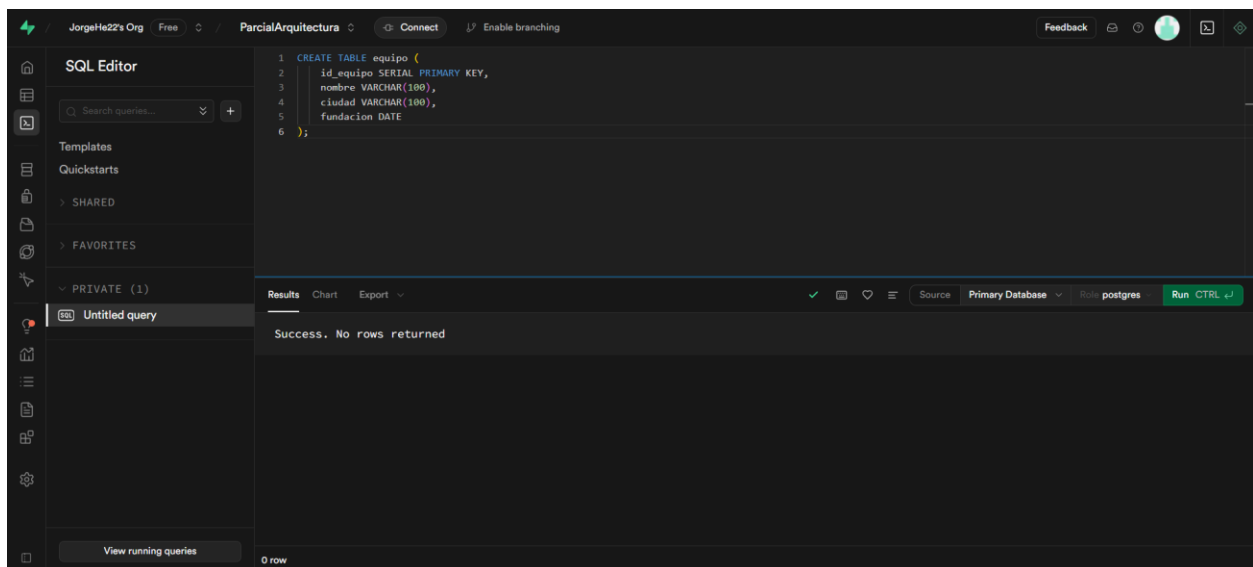 JorgeHe22's Org Free / ParcialArquitectura Connect Enable branching Feedback
SQL Editor
Search queries...
+
Templates
Quickstarts
SHARED
FAVORITES
PRIVATE (1)
SQL Untitled query
View running queries
1 CREATE TABLE equipo (
2 id_equipo SERIAL PRIMARY KEY,
3 nombre VARCHAR(100),
4 ciudad VARCHAR(100),
5 fundacion DATE
6 );
Results Chart Export Source Primary Database Role postgres Run CTRL ↵
Success. No rows returned
0 row